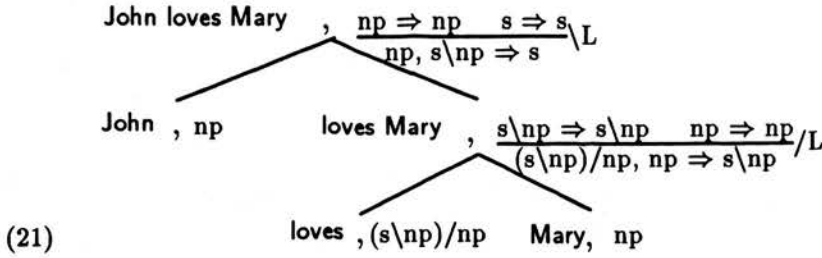 John loves Mary , np ⇒ np s ⇒ s \L
np, s\np ⇒ s
John , np loves Mary , s\np ⇒ s\np np ⇒ np /L
(s\np)/np, np ⇒ s\np
(21) loves , (s\np)/np Mary, np